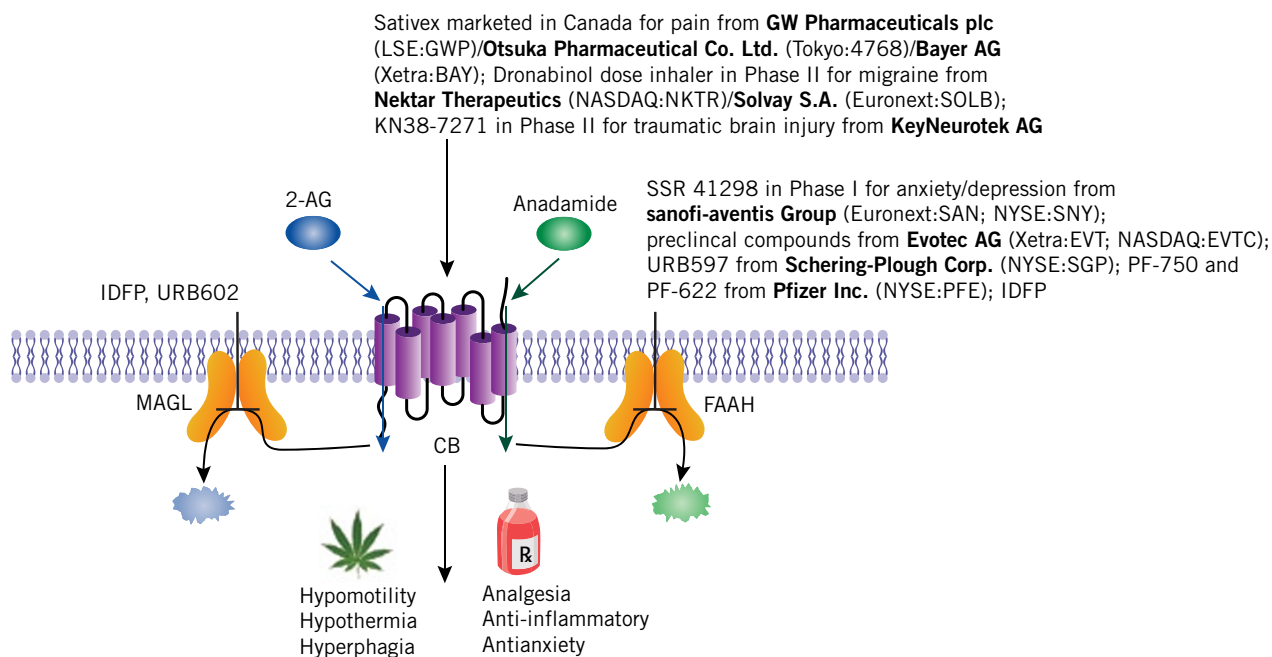 Sativex marketed in Canada for pain from GW Pharmaceuticals plc
(LSE:GWP)/Otsuka Pharmaceutical Co. Ltd. (Tokyo:4768)/Bayer AG
(Xetra:BAY); Dronabinol dose inhaler in Phase II for migraine from
Nektar Therapeutics (NASDAQ:NKTR)/Solvay S.A. (Euronext:SOLB);
KN38-7271 in Phase II for traumatic brain injury from KeyNeurotek AG
2-AG
Anadamide
SSR 41298 in Phase I for anxiety/depression from
sanofi-aventis Group (Euronext:SAN; NYSE:SNY);
preclincal compounds from Evotec AG (Xetra:EVT; NASDAQ:EVTC);
URB597 from Schering-Plough Corp. (NYSE:SGP); PF-750 and
PF-622 from Pfizer Inc. (NYSE:PFE); IDFP
IDFP, URB602
MAGL
FAAH
CB
℞
Hypomotility
Hypothermia
Hyperphagia
Analgesia
Anti-inflammatory
Antianxiety